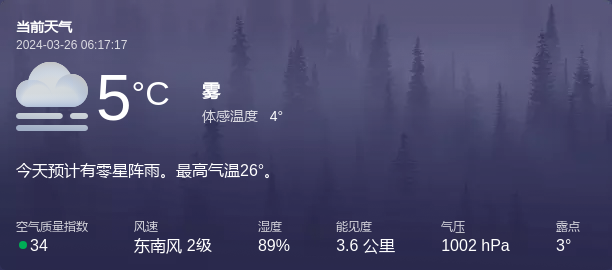 当前天气
2024-03-26 06:17:17
5°C
雾
体感温度 4°
今天预计有零星阵雨。最高气温26°。
空气质量指数 风速 湿度 能见度 气压 露点
34 东南风 2级 89% 3.6 公里 1002 hPa 3°